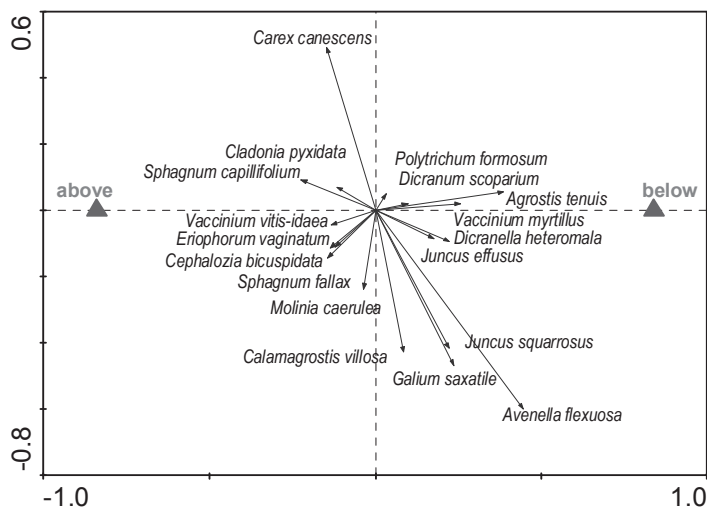 0.6
Carex canescens
Cladonia pyxidata
Polytrichum formosum
Sphagnum capillifolium
Dicranum scoparium
above
below
Agrostis tenuis
Vaccinium vitis-idaea
Vaccinium myrtillus
Eriophorum vaginatum
Dicranella heteromala
Cephalozia bicuspidata
Juncus effusus
Sphagnum fallax
Molinia caerulea
Calamagrostis villosa
Juncus squarrosus
Galium saxatile
Avenella flexuosa
-0.8
-1.0
1.0